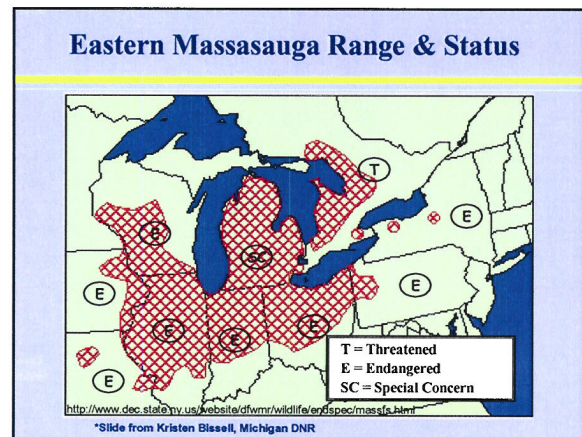 Eastern Massasauga Range & Status
T
E
E
SC
E
E
E
E
E
E
T = Threatened
E = Endangered
SC = Special Concern
http://www.dec.state.ny.us/website/dfwmr/wildlife/endspec/massfs.html
*Slide from Kristen Bissell, Michigan DNR